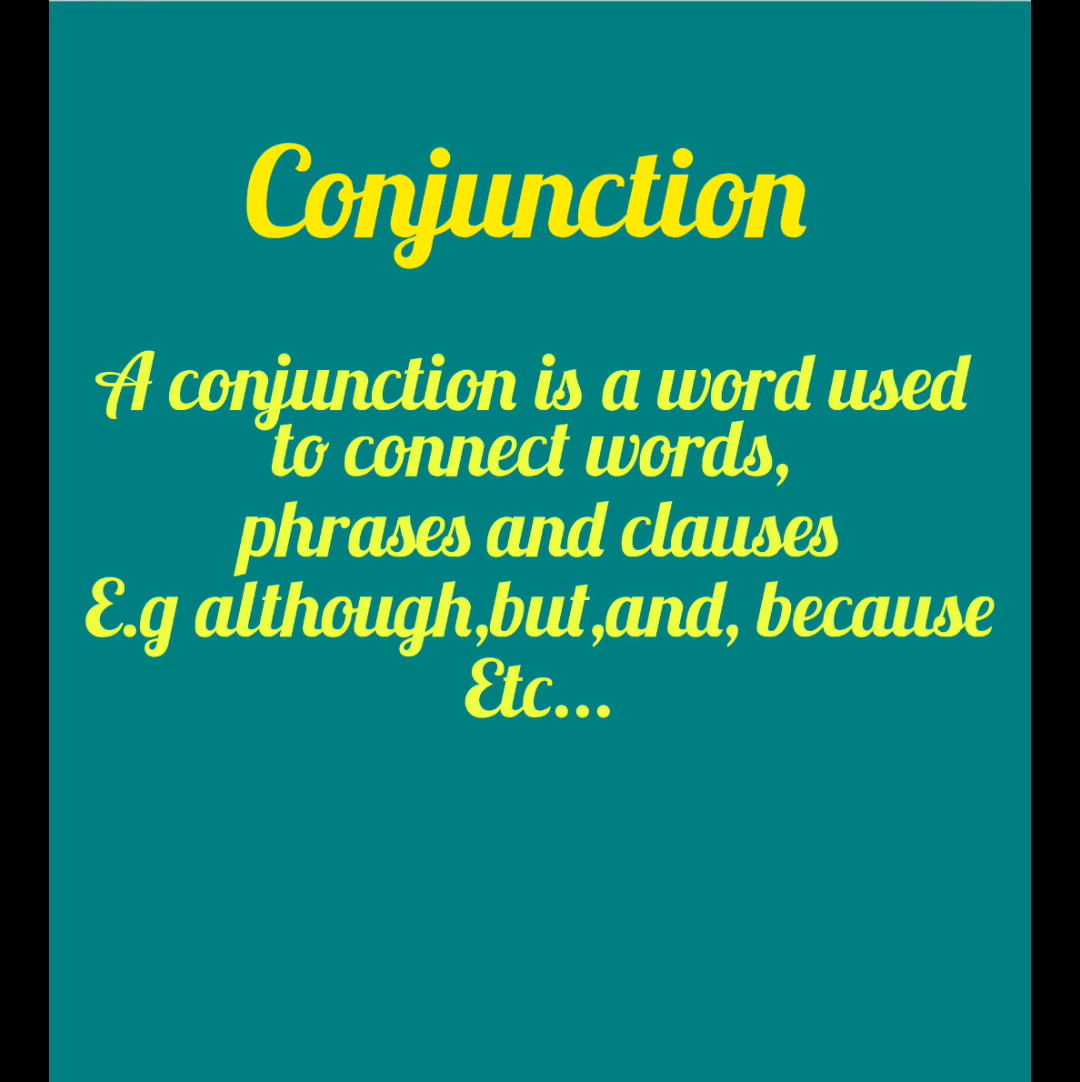 Conjunction
A conjunction is a word used
to connect words,
phrases and clauses
E.g although,but,and, because
Etc...